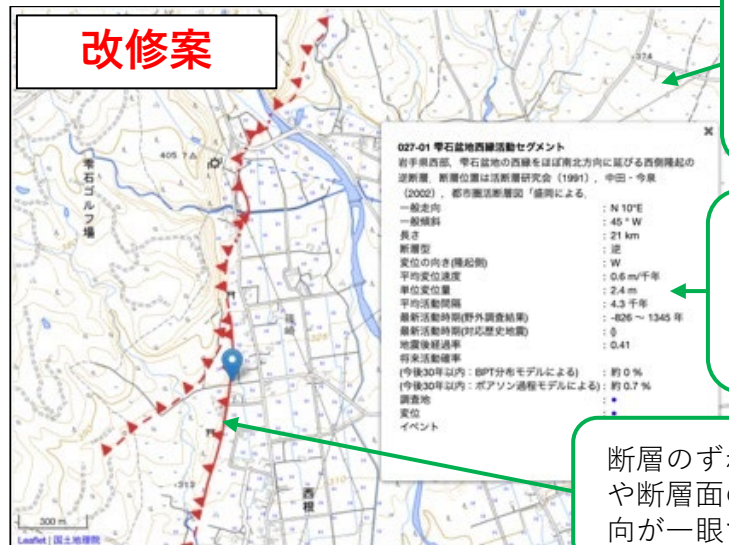 改修案
・374
405
雫石ゴルフ場
篠崎
・313
西根
300 m
Leaflet | 国土地理院
×
027-01 雫石盆地西縁活動セグメント
岩手県西部，雫石盆地の西縁をほぼ南北方向に延びる西側隆起の
逆断層．断層位置は活断層研究会（1991），中田・今泉
（2002），都市圏活断層図「盛岡による．
一般走向 : N 10°E
一般傾斜 : 45 ° W
長さ : 21 km
断層型 : 逆
変位の向き(隆起側) : W
平均変位速度 : 0.6 m/千年
単位変位量 : 2.4 m
平均活動間隔 : 4.3 千年
最新活動時期(野外調査結果) : -826 ～ 1345 年
最新活動時期(対応歴史地震) : ()
地震後経過率 : 0.41
将来活動確率
(今後30年以内：BPT分布モデルによる) : 約 0 %
(今後30年以内：ポアソン過程モデルによる) : 約 0.7 %
調査地 : ●
変位 : ●
イベント
断層のずれ
や断層面の
向が一眼で